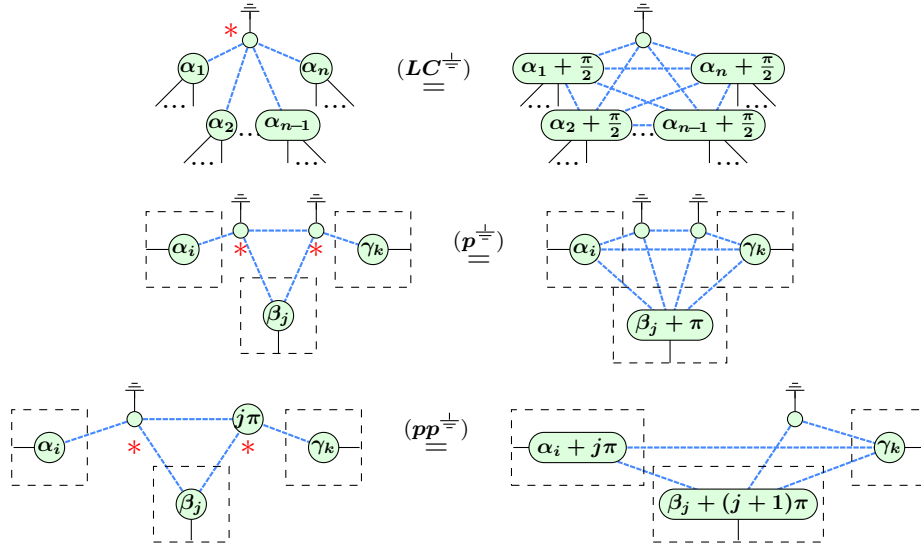 *
α₁ αₙ (LC⏚) = α₁ + π/2 αₙ + π/2
... ... ... ...
α₂ ... αₙ₋₁ α₂ + π/2 ... αₙ₋₁ + π/2
... ... ... ...
αᵢ * * γₖ (p⏚) = αᵢ γₖ
βⱼ βⱼ + π
jπ
αᵢ * * γₖ (pp⏚) = αᵢ + jπ γₖ
βⱼ βⱼ + (j + 1)π